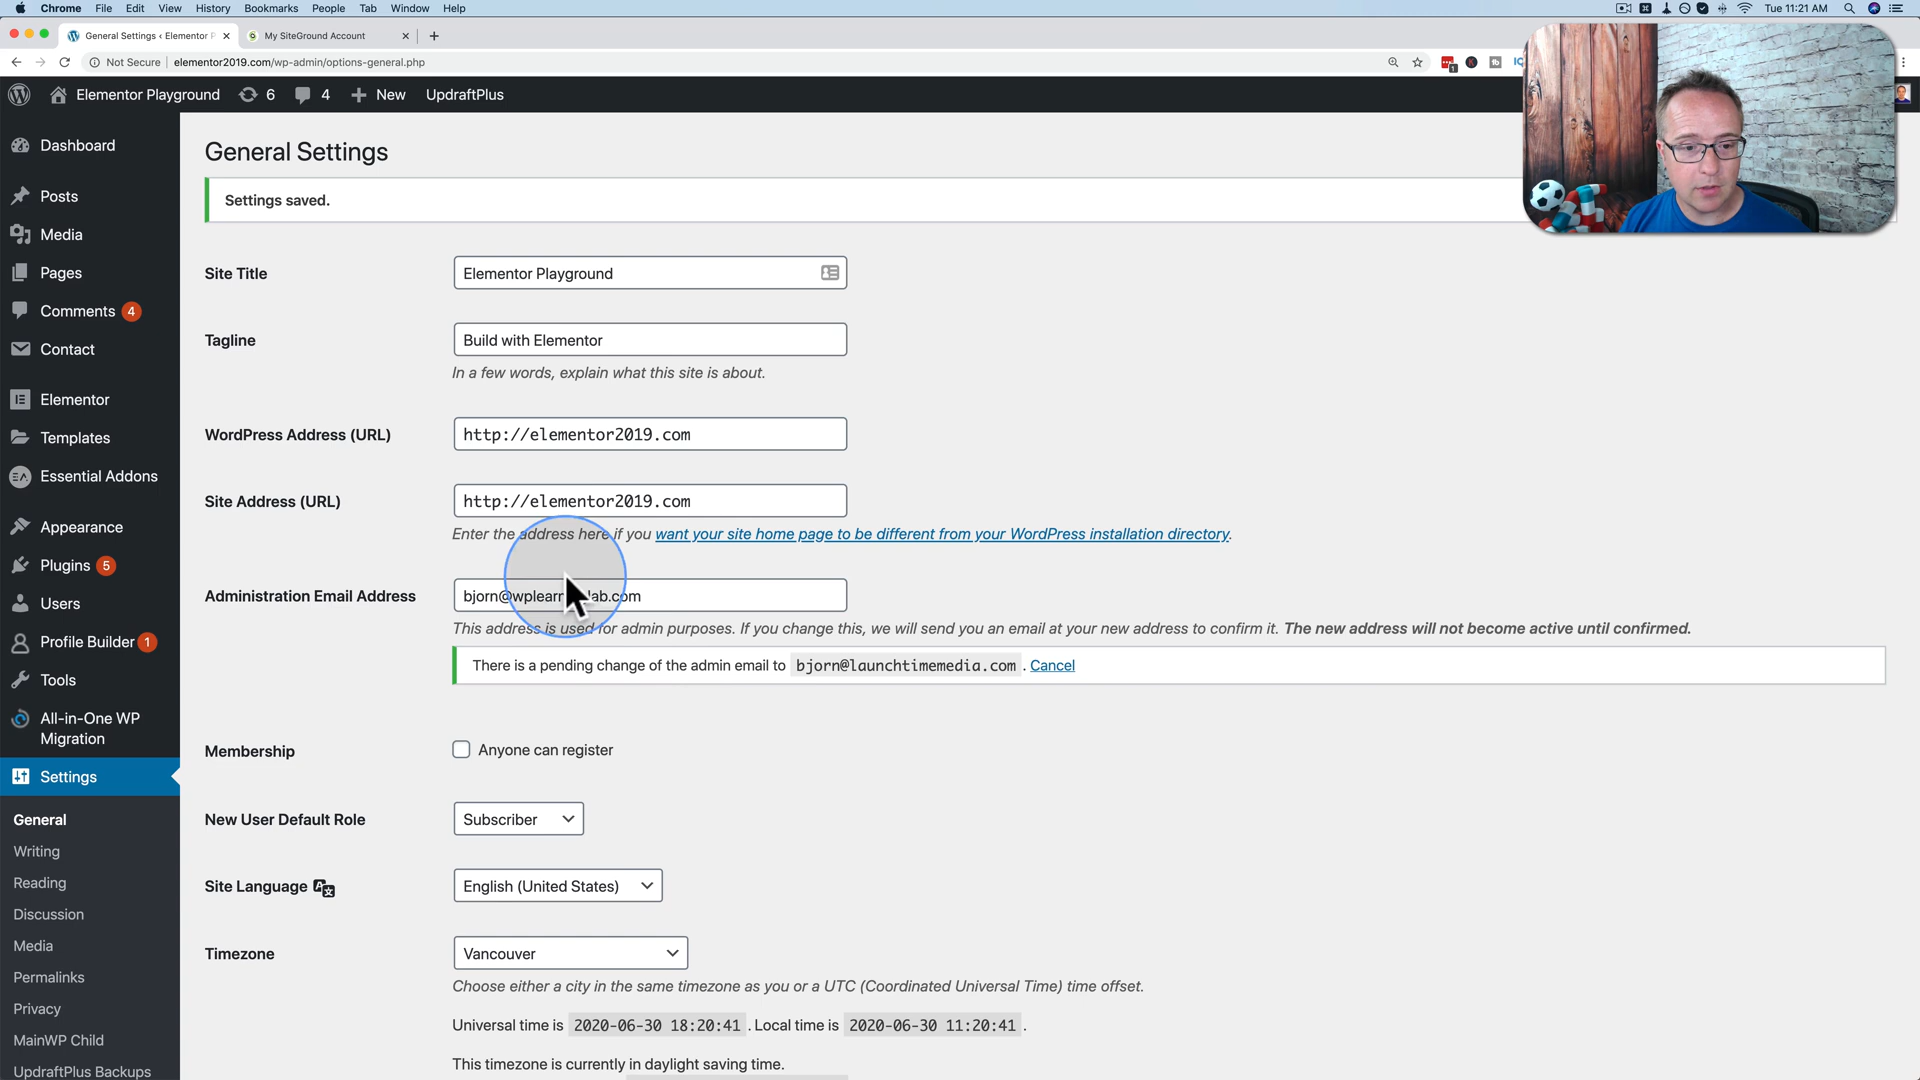 Chrome File Edit View History Bookmarks People Tab Window Help
Tue 11:21 AM
General Settings ‹ Elementor P
My SiteGround Account
Not Secure | elementor2019.com/wp-admin/options-general.php
Elementor Playground 6 4 New UpdraftPlus
Dashboard
Posts
Media
Pages
Comments 4
Contact
Elementor
Templates
Essential Addons
Appearance
Plugins 5
Users
Profile Builder 1
Tools
All-in-One WP
Migration
Settings
General
Writing
Reading
Discussion
Media
Permalinks
Privacy
MainWP Child
UpdraftPlus Backups
General Settings
Settings saved.
Site Title
Elementor Playground
Tagline
Build with Elementor
In a few words, explain what this site is about.
WordPress Address (URL)
http://elementor2019.com
Site Address (URL)
http://elementor2019.com
Enter the address here if you want your site home page to be different from your WordPress installation directory.
Administration Email Address
This address is used for admin purposes. If you change this, we will send you an email at your new address to confirm it. The new address will not become active until confirmed.
There is a pending change of the admin email to bjorn@launchtimemedia.com . Cancel
Membership
Anyone can register
New User Default Role
Subscriber
Site Language
English (United States)
Timezone
Vancouver
Choose either a city in the same timezone as you or a UTC (Coordinated Universal Time) time offset.
Universal time is 2020-06-30 18:20:41 . Local time is 2020-06-30 11:20:41 .
This timezone is currently in daylight saving time.